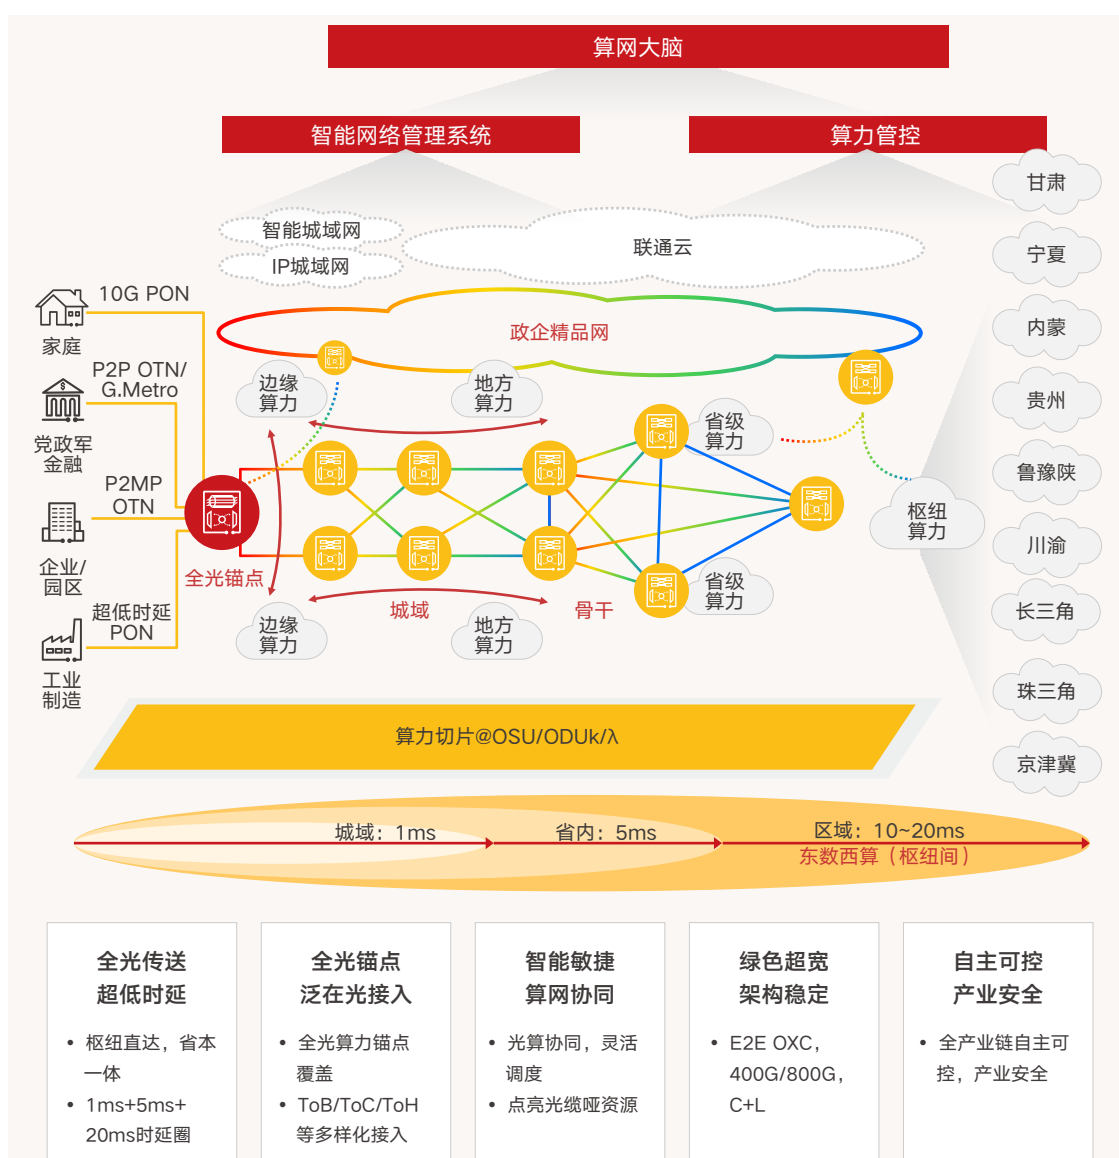 算网大脑
智能网络管理系统
算力管控
智能城域网
IP城域网
联通云
政企精品网
10G PON
家庭
P2P OTN/
G.Metro
党政军
金融
P2MP
OTN
企业/
园区
超低时延
PON
工业
制造
全光锚点
边缘
算力
地方
算力
省级
算力
枢纽
算力
省级
算力
城域
骨干
边缘
算力
地方
算力
甘肃
宁夏
内蒙
贵州
鲁豫陕
川渝
长三角
珠三角
京津冀
算力切片@OSU/ODUk/λ
城域：1ms
省内：5ms
区域：10~20ms
东数西算（枢纽间）
全光传送
超低时延
• 枢纽直达，省本
一体
• 1ms+5ms+
20ms时延圈
全光锚点
泛在光接入
• 全光算力锚点
覆盖
• ToB/ToC/ToH
等多样化接入
智能敏捷
算网协同
• 光算协同，灵活
调度
• 点亮光缆哑资源
绿色超宽
架构稳定
• E2E OXC，
400G/800G，
C+L
自主可控
产业安全
• 全产业链自主可
控，产业安全